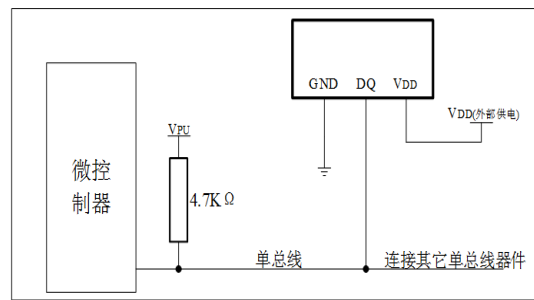 GND DQ VDD
VDD(外部供电)
VPU
微控
制器
4.7KΩ
单总线
连接其它单总线器件